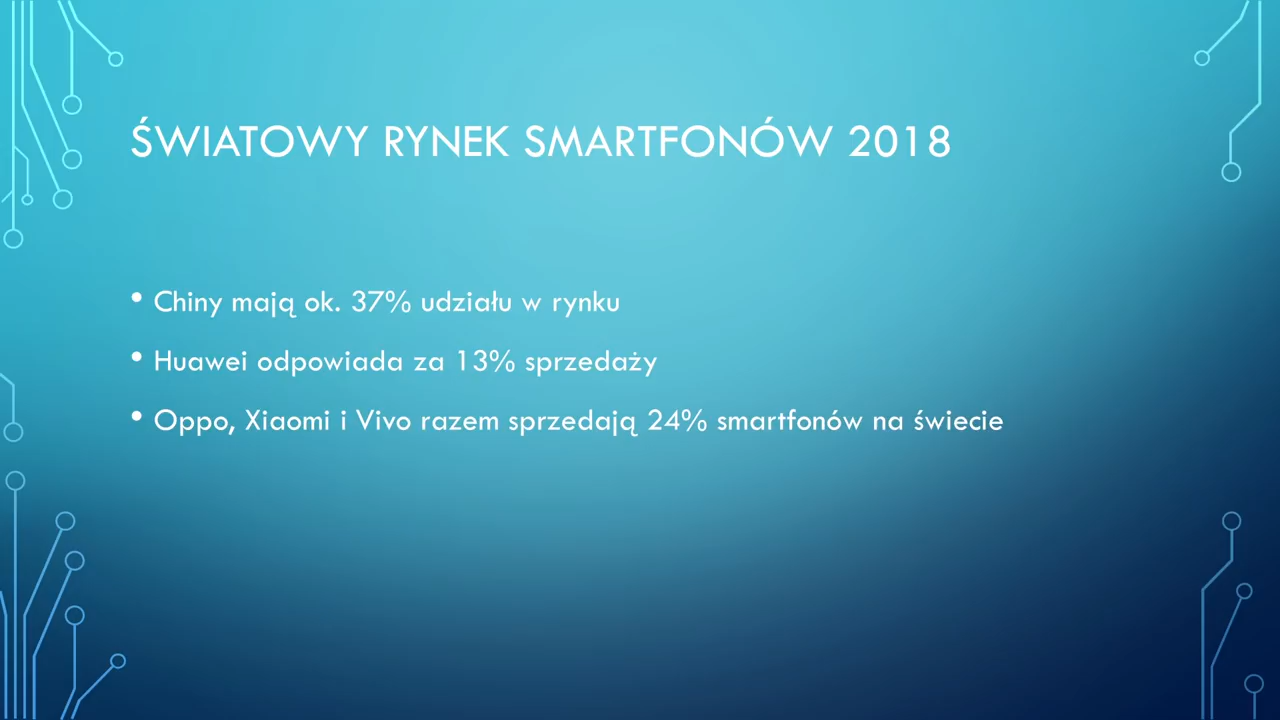 ŚWIATOWY RYNEK SMARTFONÓW 2018
• Chiny mają ok. 37% udziału w rynku
• Huawei odpowiada za 13% sprzedaży
• Oppo, Xiaomi i Vivo razem sprzedają 24% smartfonów na świecie